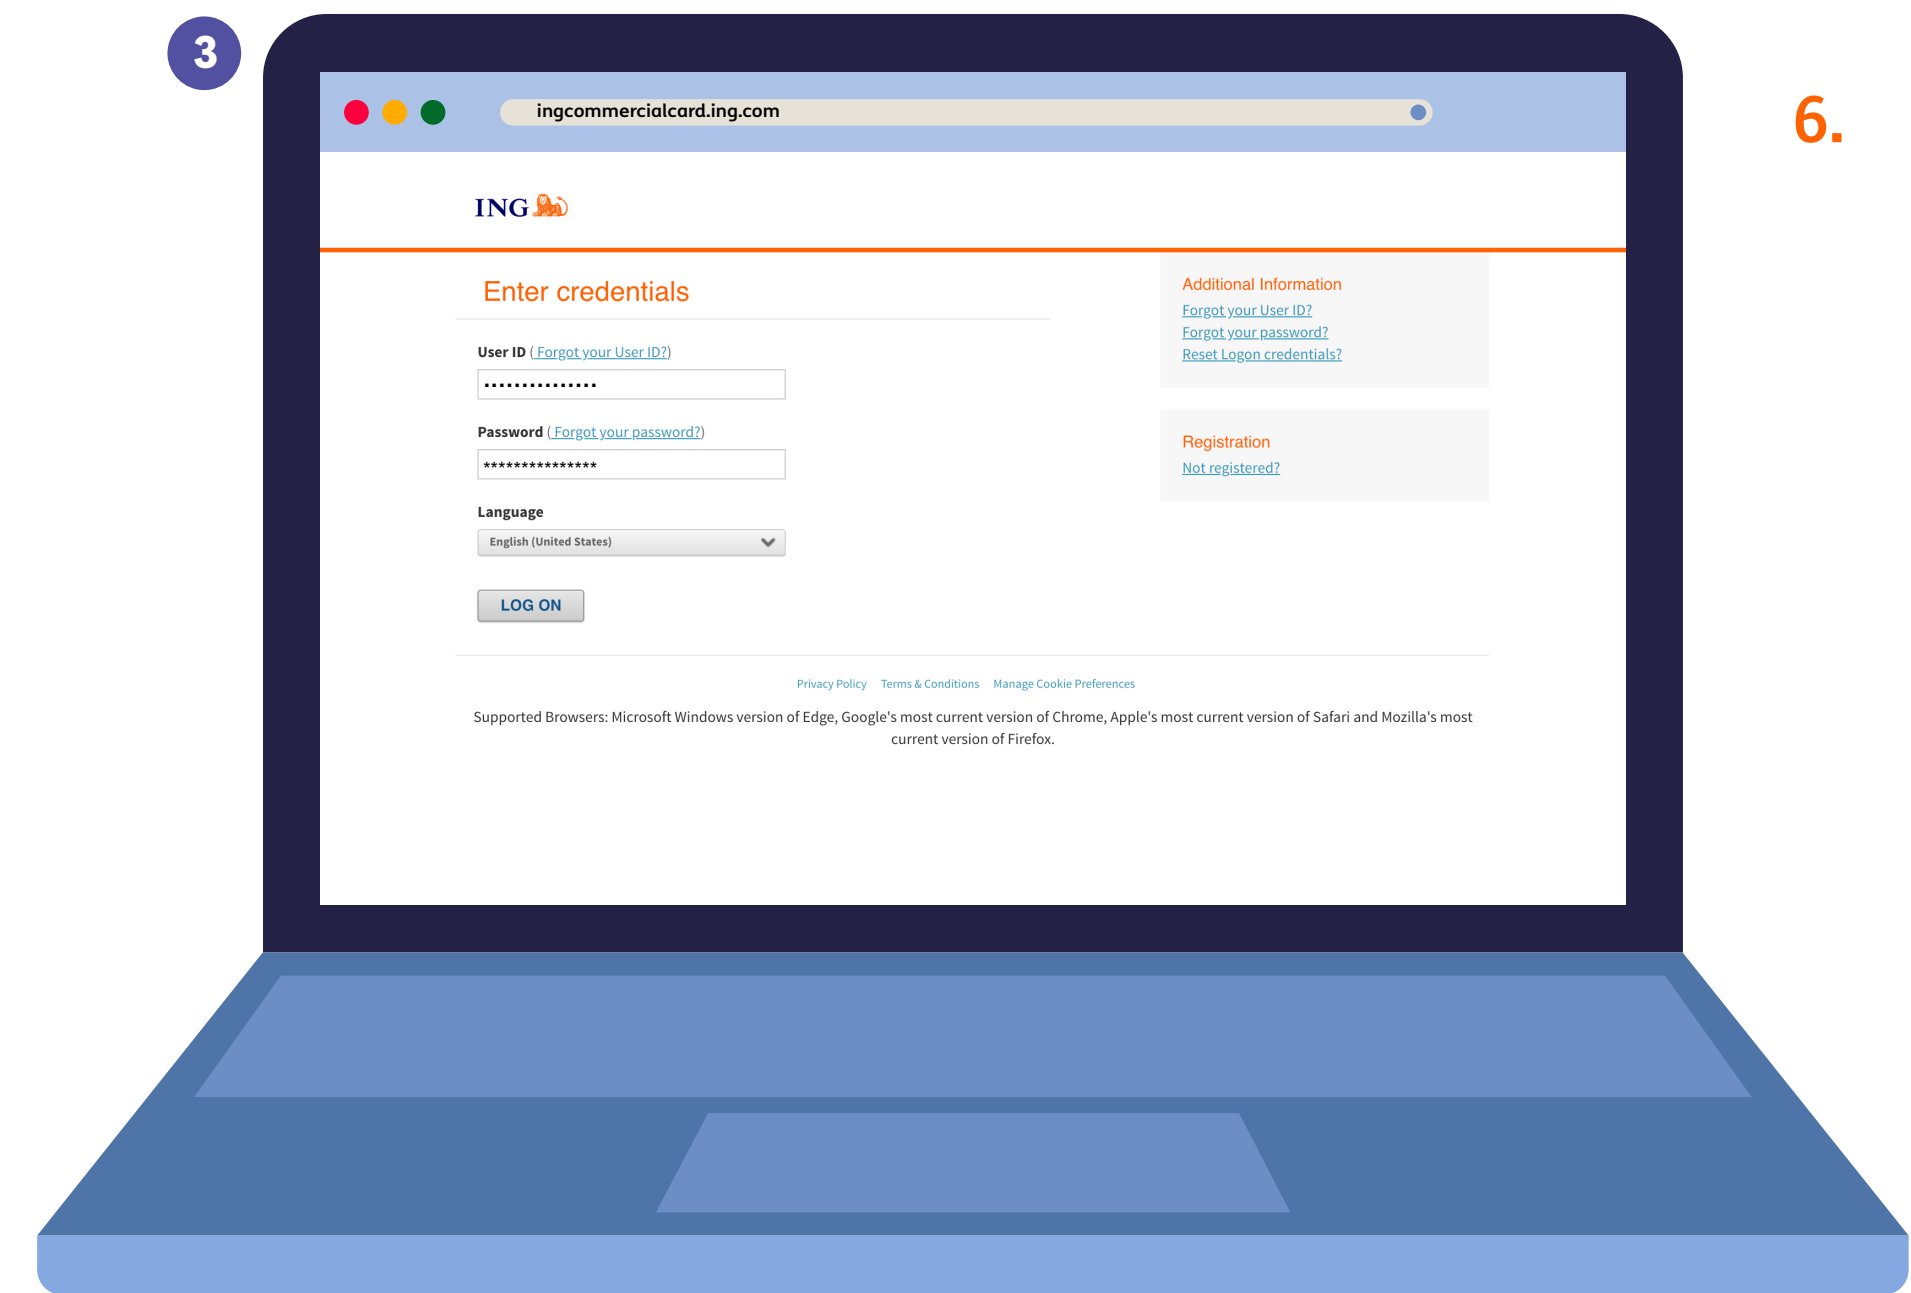 3
6.
ingcommercialcard.ing.com
ING
Enter credentials
User ID ( Forgot your User ID?)
•••••••••••••••
Password ( Forgot your password?)
***************
Language
English (United States)
LOG ON
Additional Information
Forgot your User ID?
Forgot your password?
Reset Logon credentials?
Registration
Not registered?
Privacy Policy Terms & Conditions Manage Cookie Preferences
Supported Browsers: Microsoft Windows version of Edge, Google's most current version of Chrome, Apple's most current version of Safari and Mozilla's most
current version of Firefox.